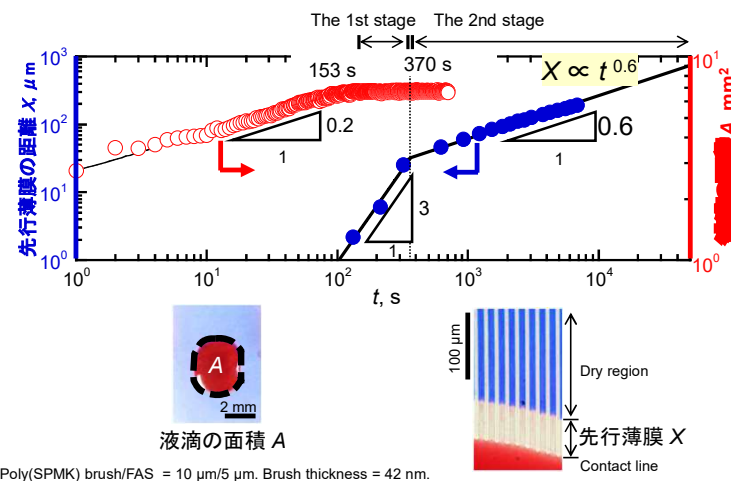 The 1st stage The 2nd stage
153 s 370 s
X ∝ t 0.6
10³ 10² 10¹ 10⁰
先行薄膜の距離 X, μm
0.2
1
3
1
0.6
1
10¹ 10⁰
A, mm²
10⁰ 10¹ 10² 10³ 10⁴
t, s
A
2 mm
液滴の面積 A
100 μm
Dry region
先行薄膜 X
Contact line
Poly(SPMK) brush/FAS = 10 μm/5 μm. Brush thickness = 42 nm.